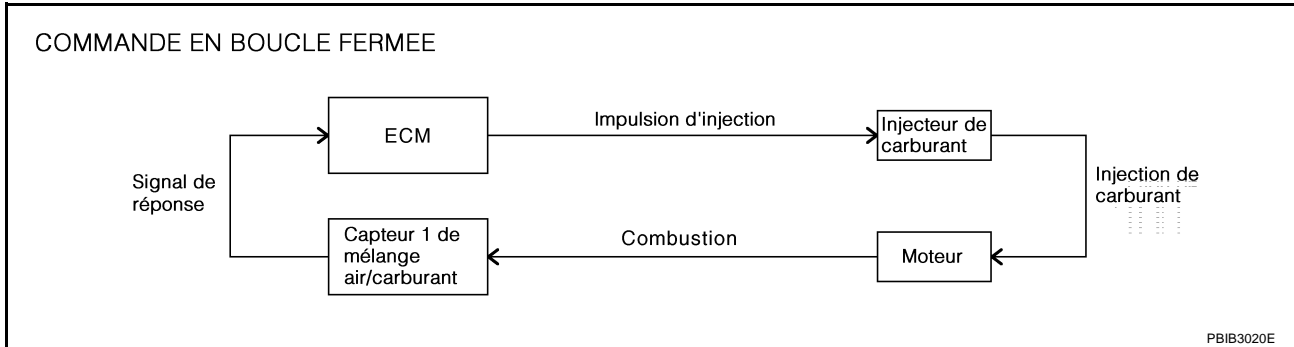 COMMANDE EN BOUCLE FERMEE
ECM
Impulsion d'injection
Injecteur de
carburant
Signal de
réponse
Injection de
carburant
Capteur 1 de
mélange
air/carburant
Combustion
Moteur
PBIB3020E